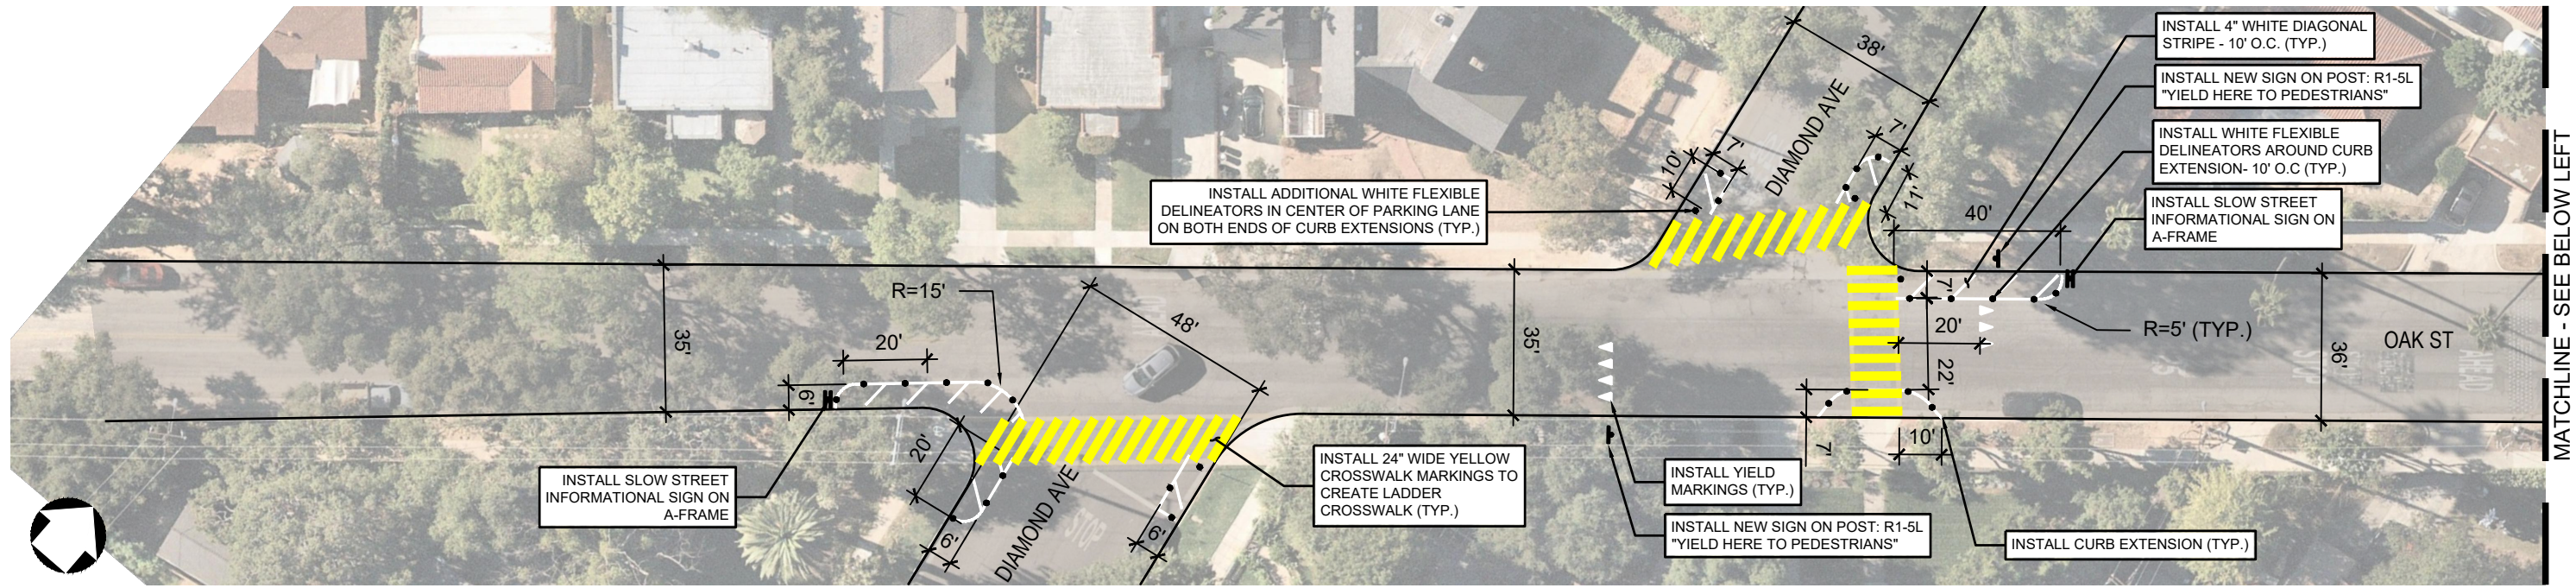 INSTALL 4" WHITE DIAGONAL
STRIPE - 10' O.C. (TYP.)
INSTALL NEW SIGN ON POST: R1-5L
"YIELD HERE TO PEDESTRIANS"
INSTALL WHITE FLEXIBLE
DELINEATORS AROUND CURB
EXTENSION- 10' O.C (TYP.)
INSTALL SLOW STREET
INFORMATIONAL SIGN ON
A-FRAME
38'
DIAMOND AVE
7'
10'
7'
11'
40'
INSTALL ADDITIONAL WHITE FLEXIBLE
DELINEATORS IN CENTER OF PARKING LANE
ON BOTH ENDS OF CURB EXTENSIONS (TYP.)
MATCHLINE - SEE BELOW LEFT
R=15'
48'
35'
20'
6'
35'
7'
20'
22'
R=5' (TYP.)
OAK ST
36'
AHEAD
20'
6'
DIAMOND AVE
STOP
6'
7'
10'
INSTALL SLOW STREET
INFORMATIONAL SIGN ON
A-FRAME
INSTALL 24" WIDE YELLOW
CROSSWALK MARKINGS TO
CREATE LADDER
CROSSWALK (TYP.)
INSTALL YIELD
MARKINGS (TYP.)
INSTALL NEW SIGN ON POST: R1-5L
"YIELD HERE TO PEDESTRIANS"
INSTALL CURB EXTENSION (TYP.)